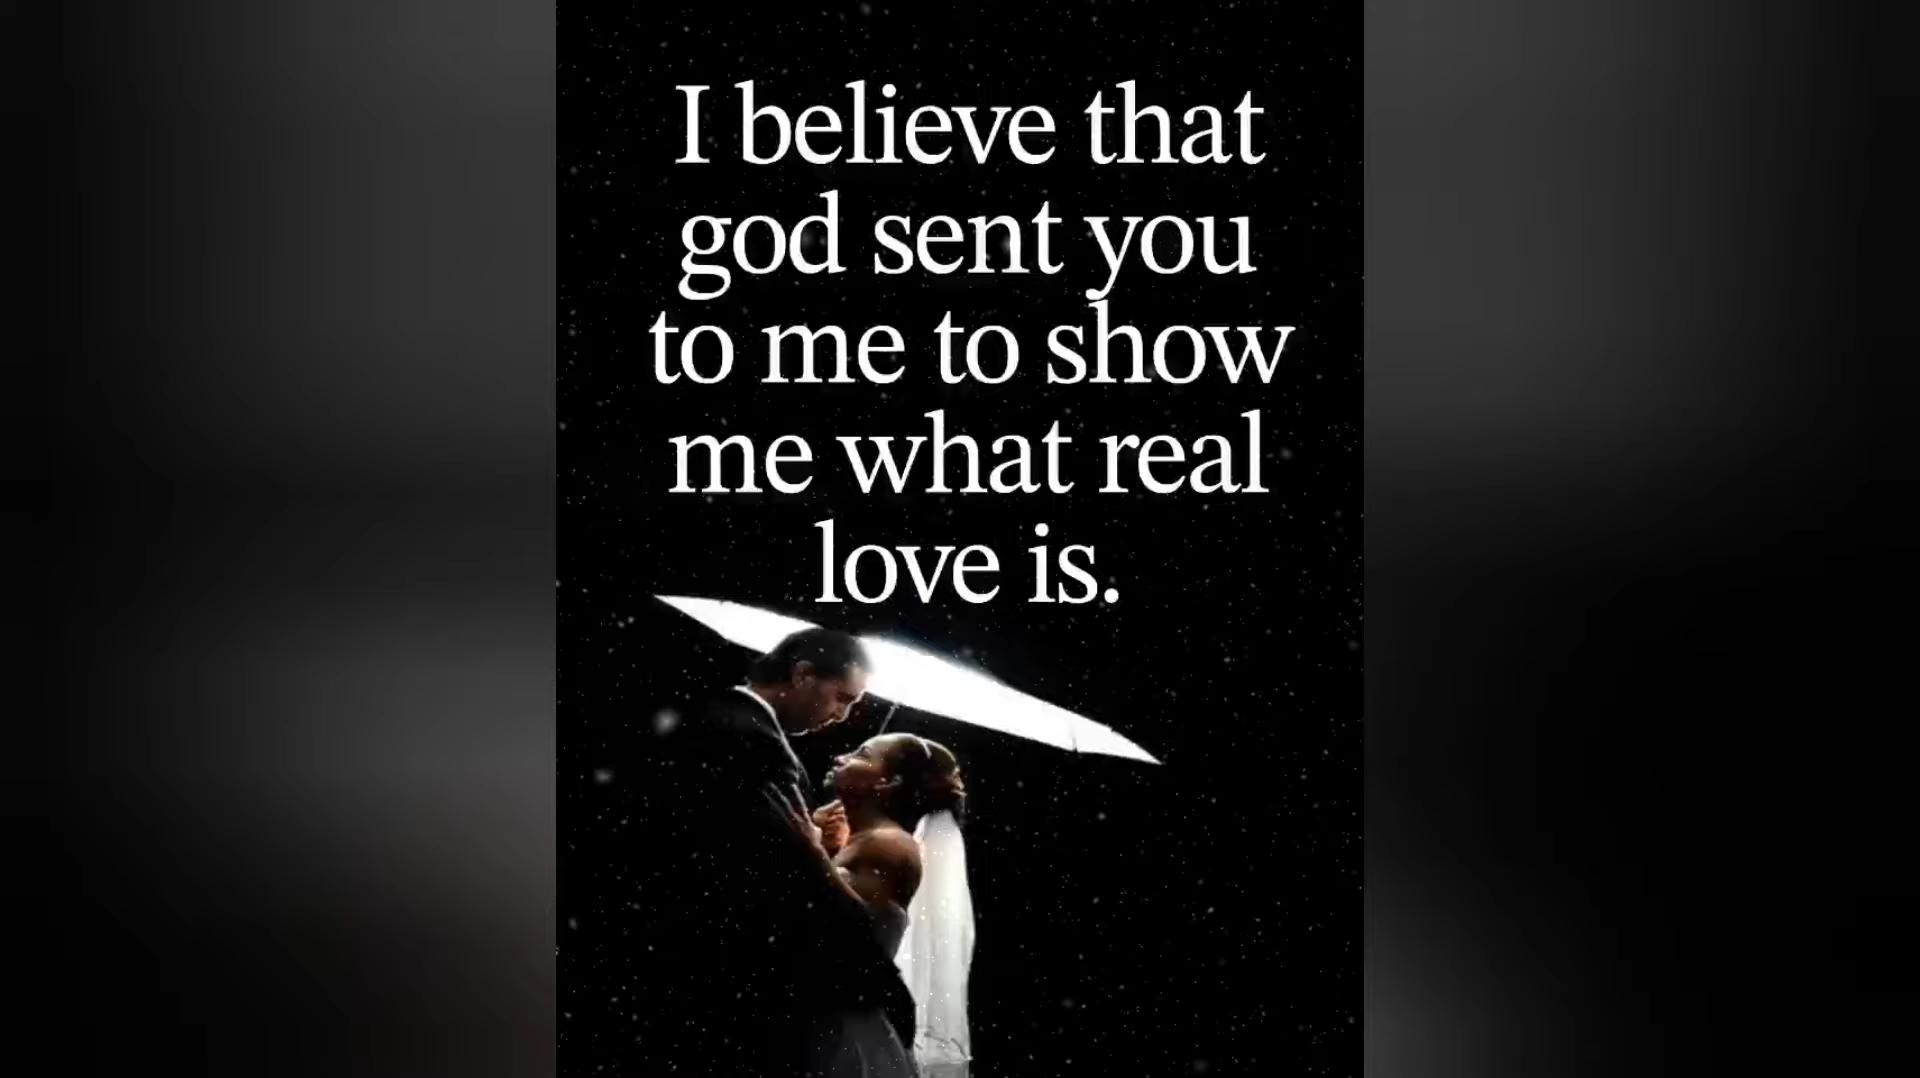 I believe that
god sent you
to me to show
me what real
love is.